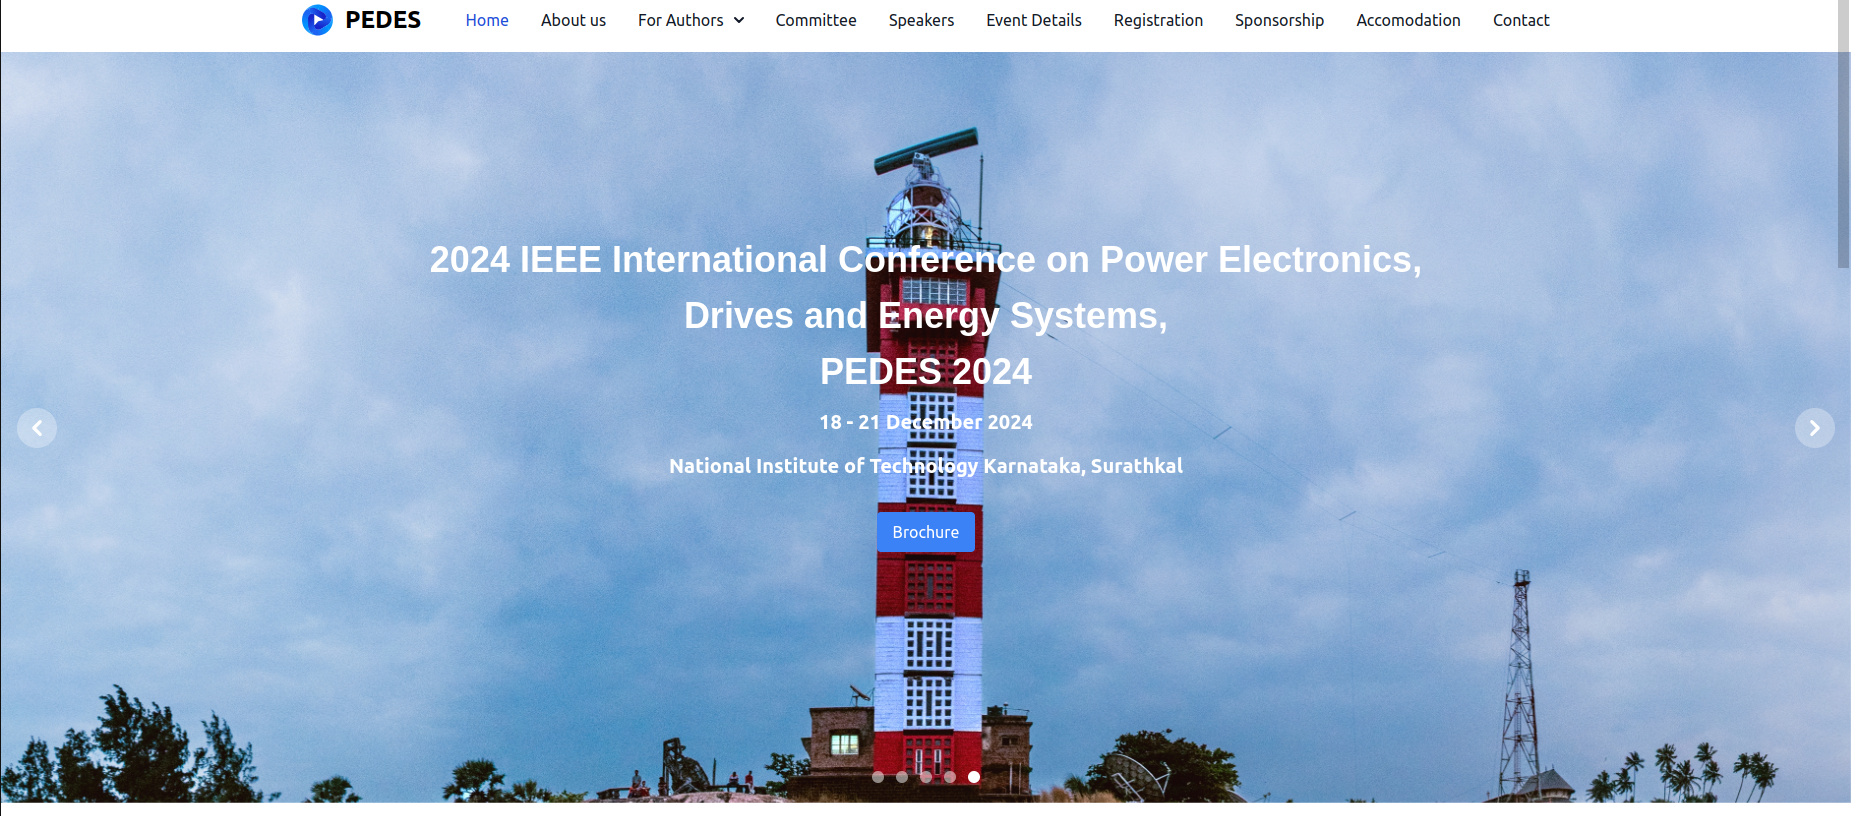 PEDES Home About us For Authors Committee Speakers Event Details Registration Sponsorship Accomodation Contact
2024 IEEE International Conference on Power Electronics,
Drives and Energy Systems,
PEDES 2024
18 - 21 December 2024
National Institute of Technology Karnataka, Surathkal
Brochure